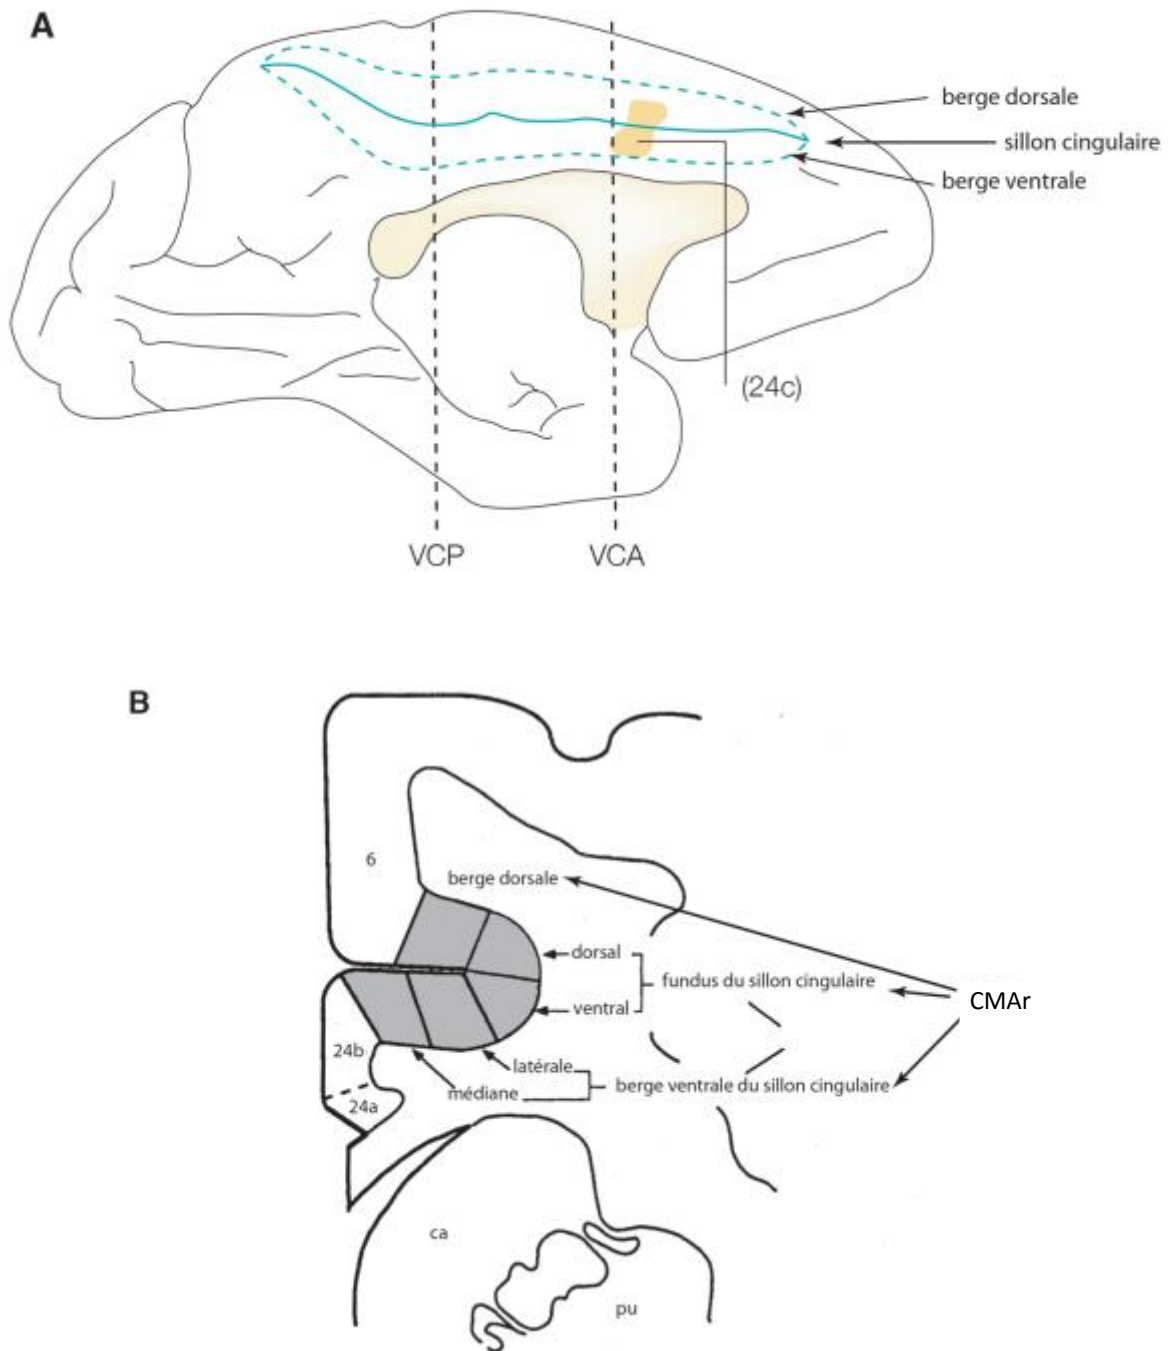 A
berge dorsale
sillon cingulaire
berge ventrale
(24c)
VCP
VCA
B
6
berge dorsale
dorsal
fundus du sillon cingulaire
CMAr
ventral
24b
latérale
berge ventrale du sillon cingulaire
médiane
24a
ca
pu